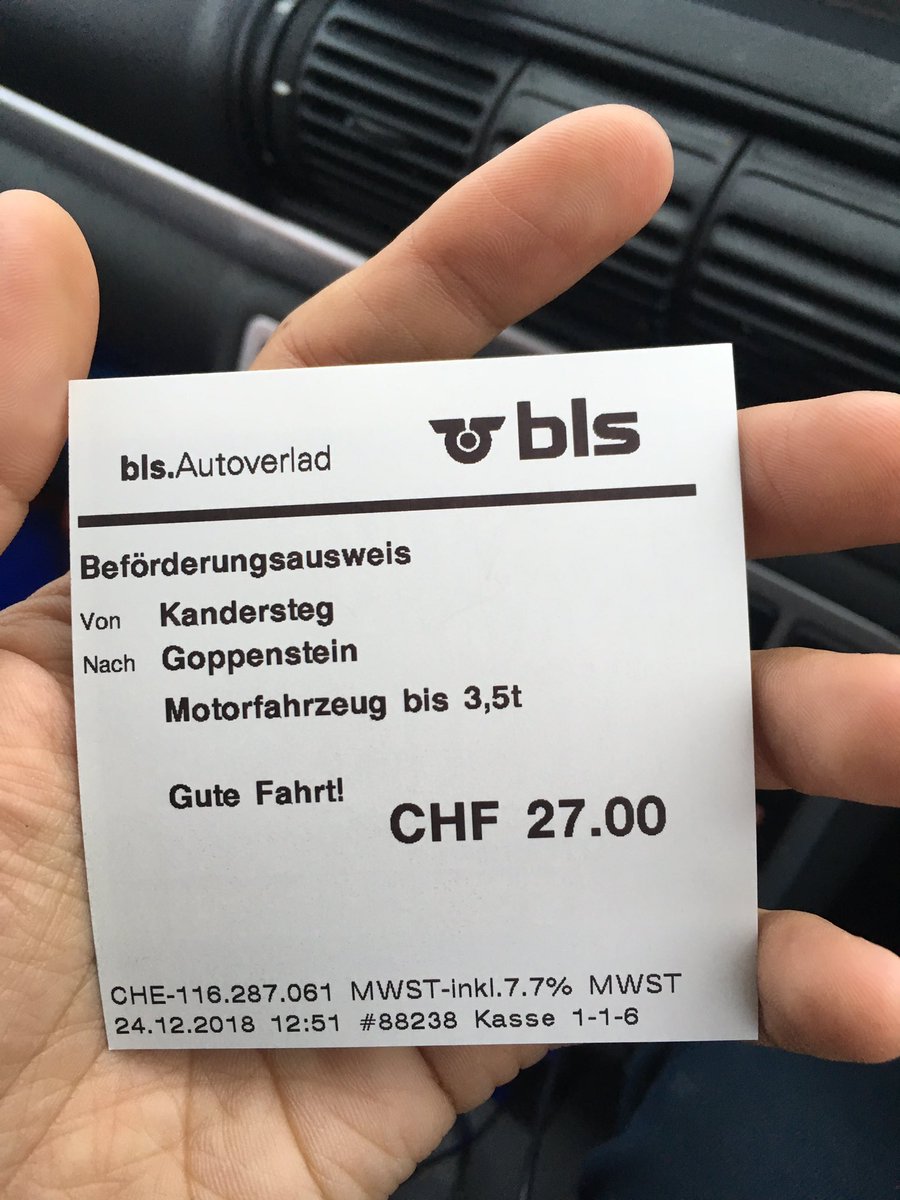 bls.Autoverlad
bls
Beförderungsausweis
Von Kandersteg
Nach Goppenstein
Motorfahrzeug bis 3,5t
Gute Fahrt!
CHF 27.00
CHE-116.287.061 MWST-inkl.7.7% MWST
24.12.2018 12:51 #88238 Kasse 1-1-6